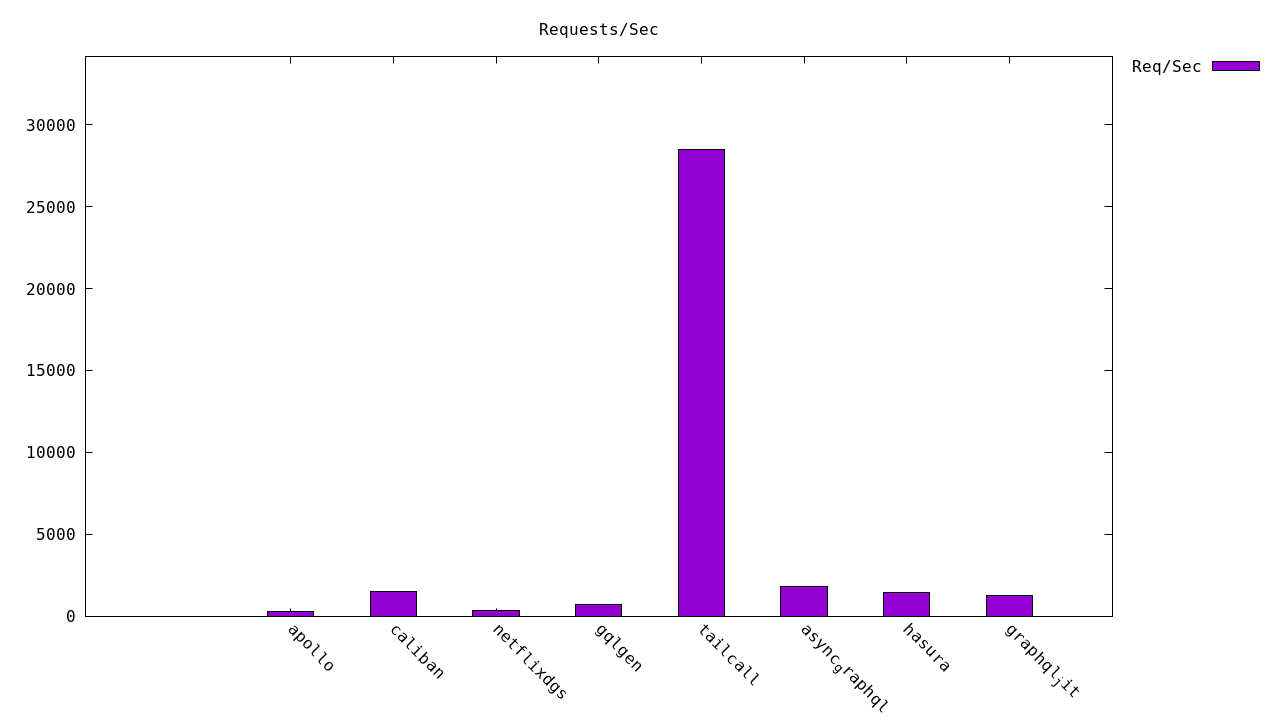 Requests/Sec
Req/Sec
30000
25000
20000
15000
10000
5000
0
apollo
caliban
netflixdgs
gqlgen
tailcall
asyncgraphql
hasura
graphqljit